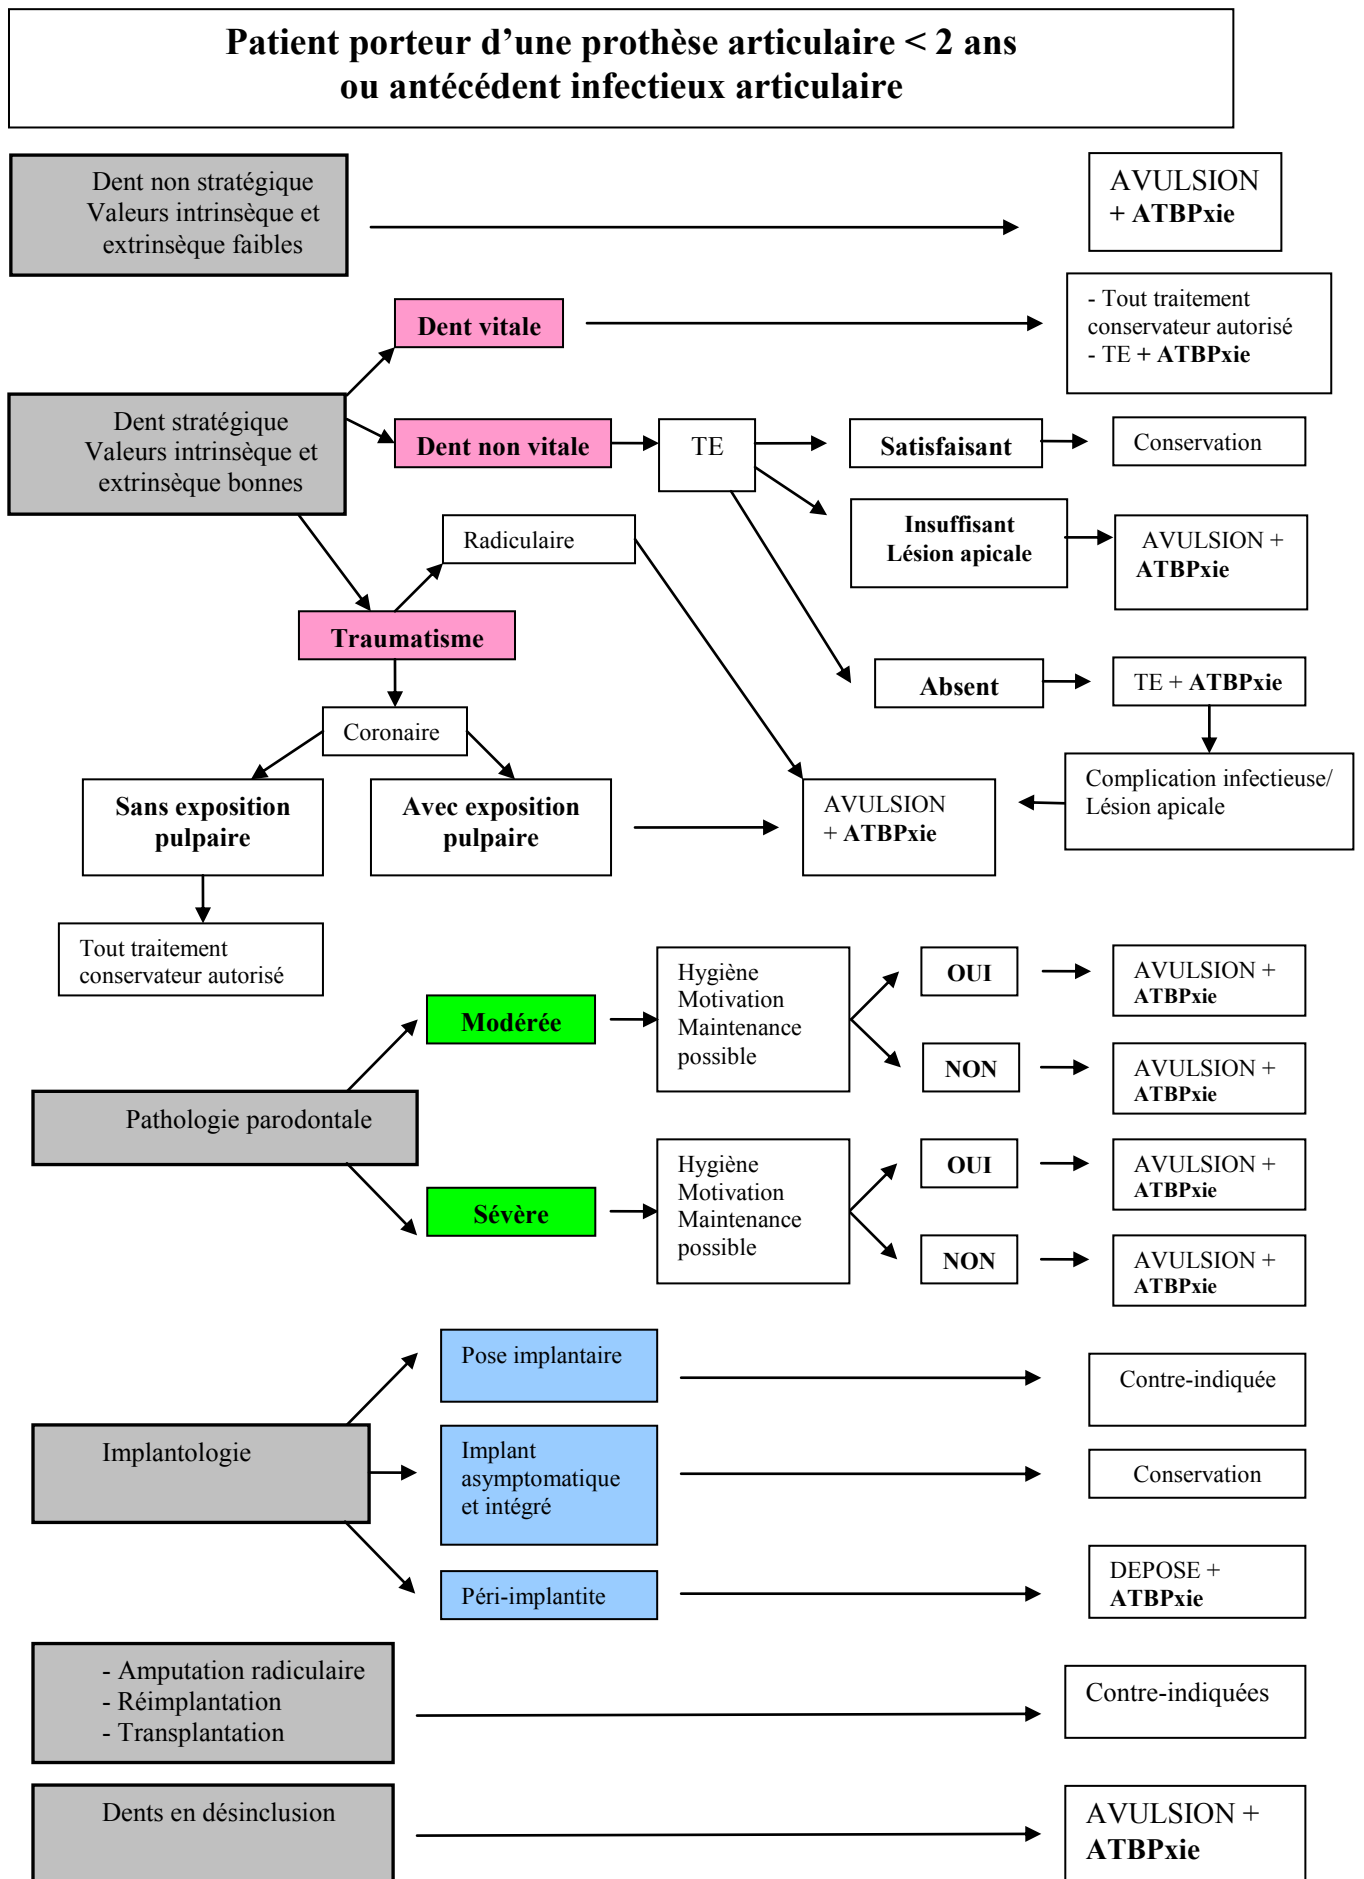 Patient porteur d’une prothèse articulaire < 2 ans
ou antécédent infectieux articulaire
Dent non stratégique
Valeurs intrinsèque et
extrinsèque faibles
AVULSION
+ ATBPxie
Dent vitale
- Tout traitement
conservateur autorisé
- TE + ATBPxie
Dent stratégique
Valeurs intrinsèque et
extrinsèque bonnes
Dent non vitale
TE
Satisfaisant
Conservation
Insuffisant
Lésion apicale
AVULSION +
ATBPxie
Radiculaire
Traumatisme
Absent
TE + ATBPxie
Coronaire
Complication infectieuse/
Lésion apicale
Sans exposition
pulpaire
Avec exposition
pulpaire
AVULSION
+ ATBPxie
Tout traitement
conservateur autorisé
Pathologie parodontale
Modérée
Hygiène
Motivation
Maintenance
possible
OUI
AVULSION +
ATBPxie
NON
AVULSION +
ATBPxie
Sévère
Hygiène
Motivation
Maintenance
possible
OUI
AVULSION +
ATBPxie
NON
AVULSION +
ATBPxie
Implantologie
Pose implantaire
Contre-indiquée
Implant
asymptomatique
et intégré
Conservation
Péri-implantite
DEPOSE +
ATBPxie
- Amputation radiculaire
- Réimplantation
- Transplantation
Contre-indiquées
Dents en désinclusion
AVULSION +
ATBPxie